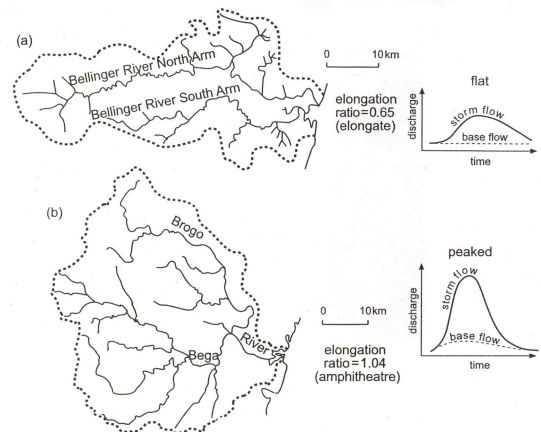 (a)
Bellinger River North Arm
Bellinger River South Arm
0 10km
elongation
ratio=0.65
(elongate)
flat
discharge
storm flow
base flow
time
(b)
Brogo
Bega
River
0 10km
elongation
ratio=1.04
(amphitheatre)
peaked
discharge
storm flow
base flow
time